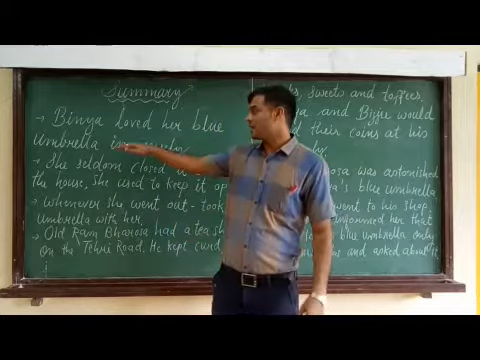 Summary
→ Binya loved her blue
umbrella
→ She seldom closed
the house, She used to keep it
→ Whenever she went out - took
umbrella with her.
→ Old Ram Bharosa had a tea
on the Tehri Road. He kept curd
sweets and toffees,
and Bijju would
their coins at his
was astonished
blue umbrella
went to his shop,
informed her that
blue umbrella only
and asked about it